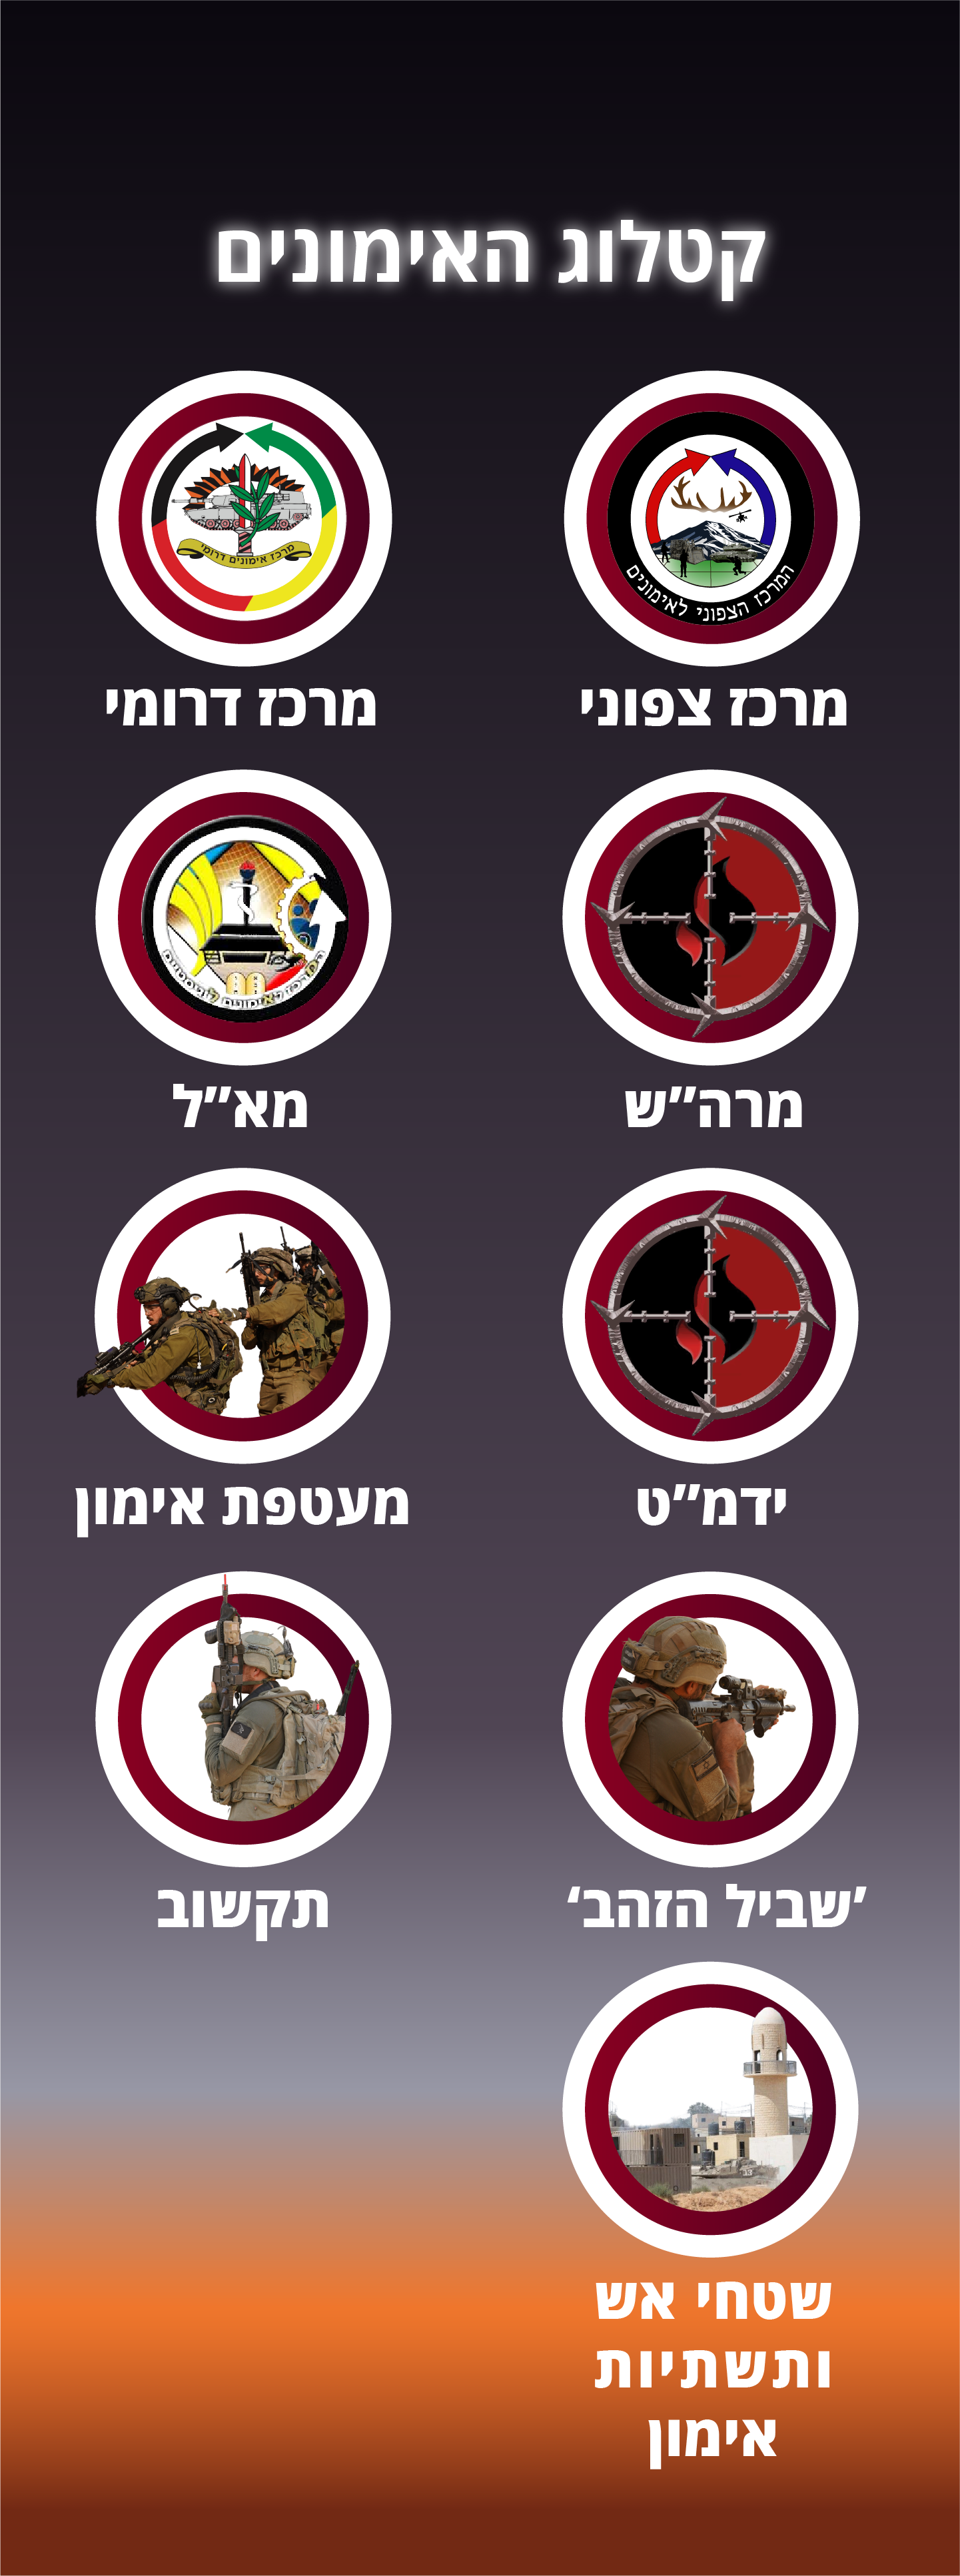 קטלוג האימונים
המרכז הצפוני לאימונים
מרכז צפוני
מרכז אימונים דרומי
מרכז דרומי
מרה"ש
המרכז לאימונים לוגיסטיים
מא"ל
ידמ"ט
מעטפת אימון
'שביל הזהב'
תקשוב
שטחי אש
ותשתיות
אימון